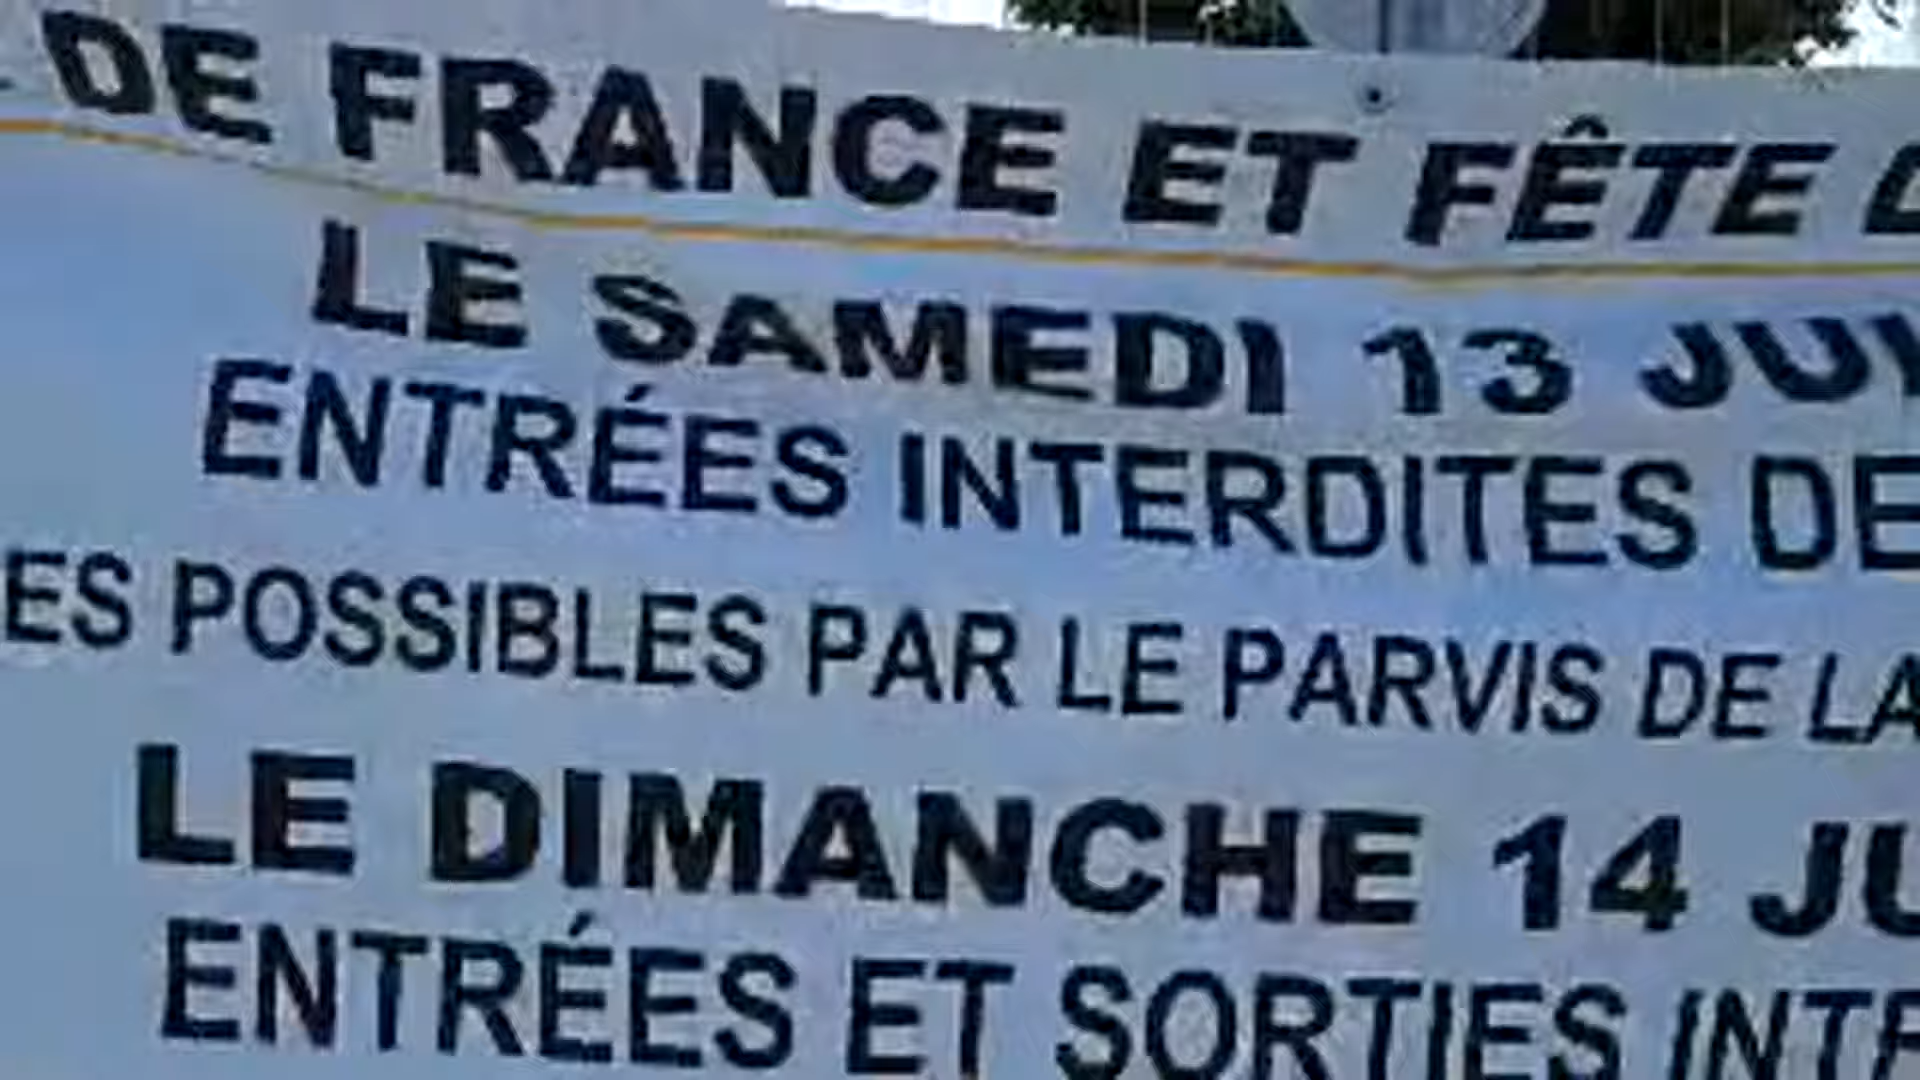 DE FRANCE ET FÊTE
LE SAMEDI 13
ENTRÉES INTERDITES DE
ES POSSIBLES PAR LE PARVIS DE LA
LE DIMANCHE 14 JU
ENTRÉES ET SORTIES INT